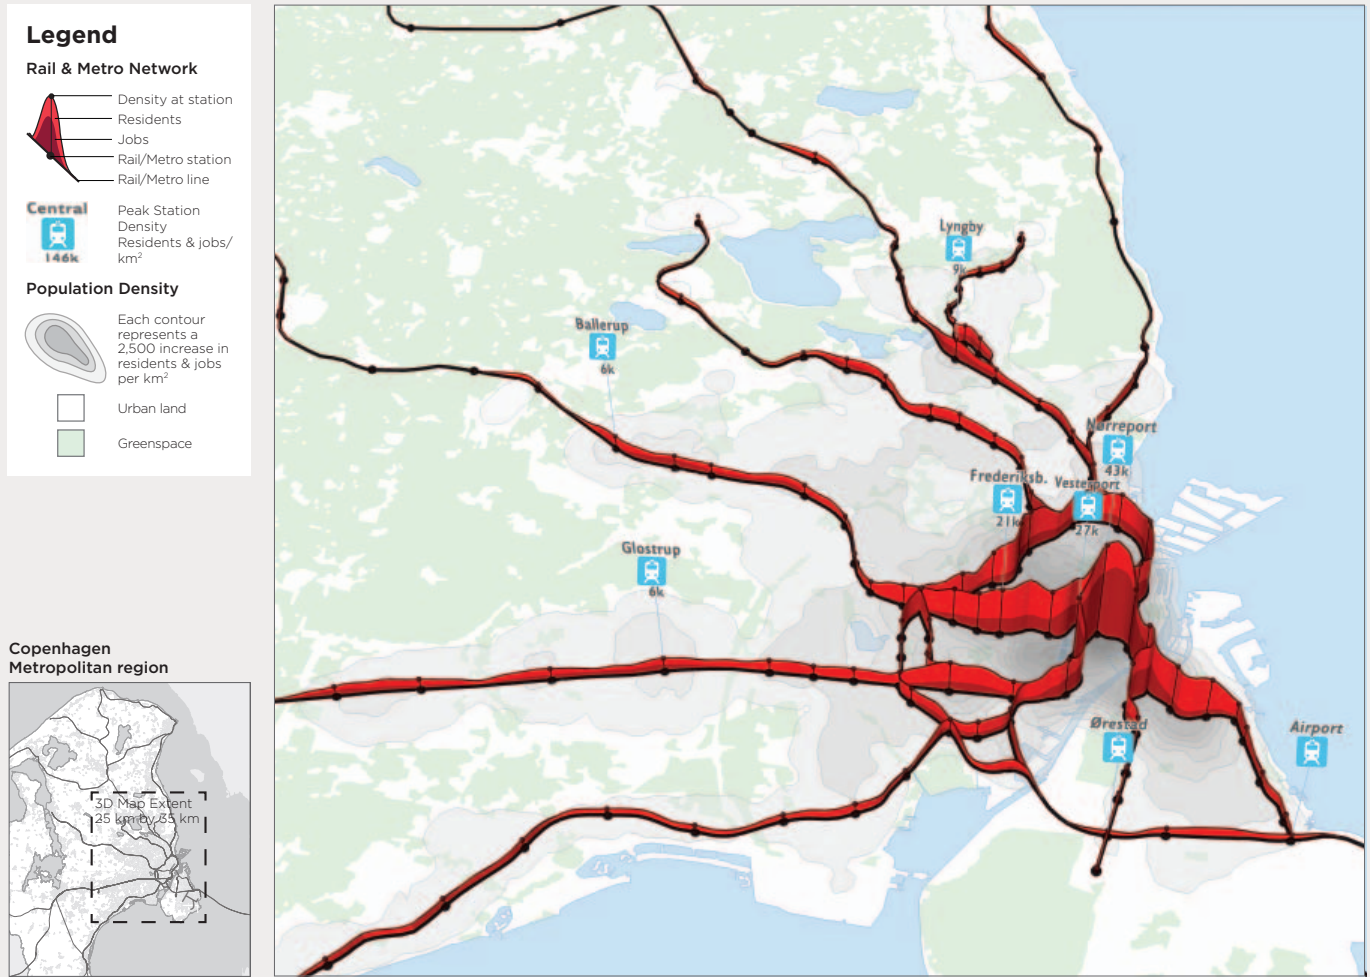 Legend
Rail & Metro Network
Density at station
Residents
Jobs
Rail/Metro station
Rail/Metro line
Central
146k
Peak Station
Density
Residents & jobs/
km²
Population Density
Each contour
represents a
2,500 increase in
residents & jobs
per km²
Urban land
Greenspace
Copenhagen
Metropolitan region
3D Map Extent
25 km by 35 km
Lyngby
9k
Ballerup
6k
Nørreport
43k
Frederiksb.
21k
Vesterport
27k
Glostrup
6k
Ørestad
Airport